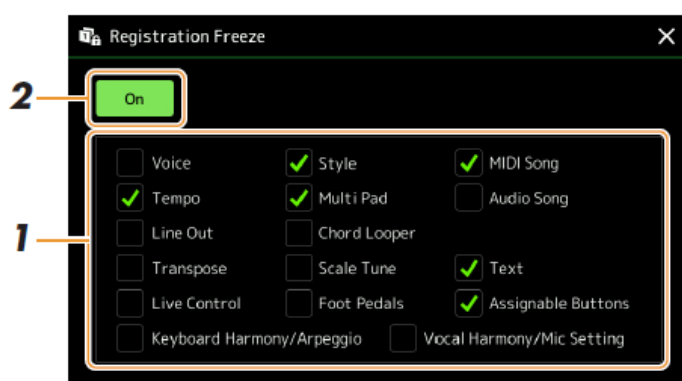 Registration Freeze
2
On
Voice Style MIDI Song
Tempo Multi Pad Audio Song
1
Line Out Chord Looper
Transpose Scale Tune Text
Live Control Foot Pedals Assignable Buttons
Keyboard Harmony/Arpeggio Vocal Harmony/Mic Setting